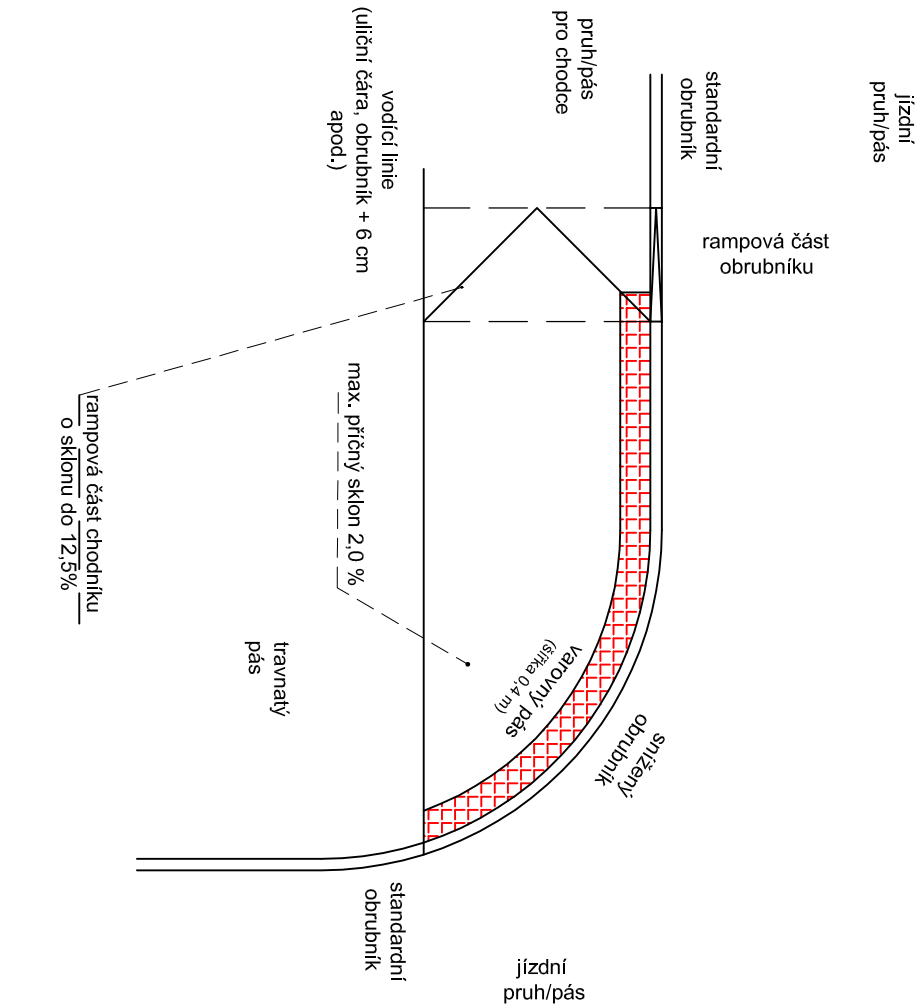 vodící linie
(uliční čára, obrubník + 6 cm
apod.)
pruh/pás
pro chodce
standardní
obrubník
jízdní
pruh/pás
rampová část
obrubníku
rampová část chodníku
o sklonu do 12,5%
max. příčný sklon 2,0 %
travnatý
pás
varovný pás
(šířka 0,4 m)
snížený
obrubník
standardní
obrubník
jízdní
pruh/pás